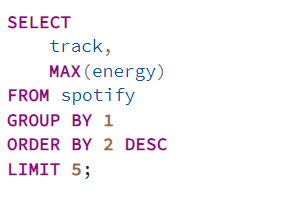 SELECT
    track,
    MAX(energy)
FROM spotify
GROUP BY 1
ORDER BY 2 DESC
LIMIT 5;